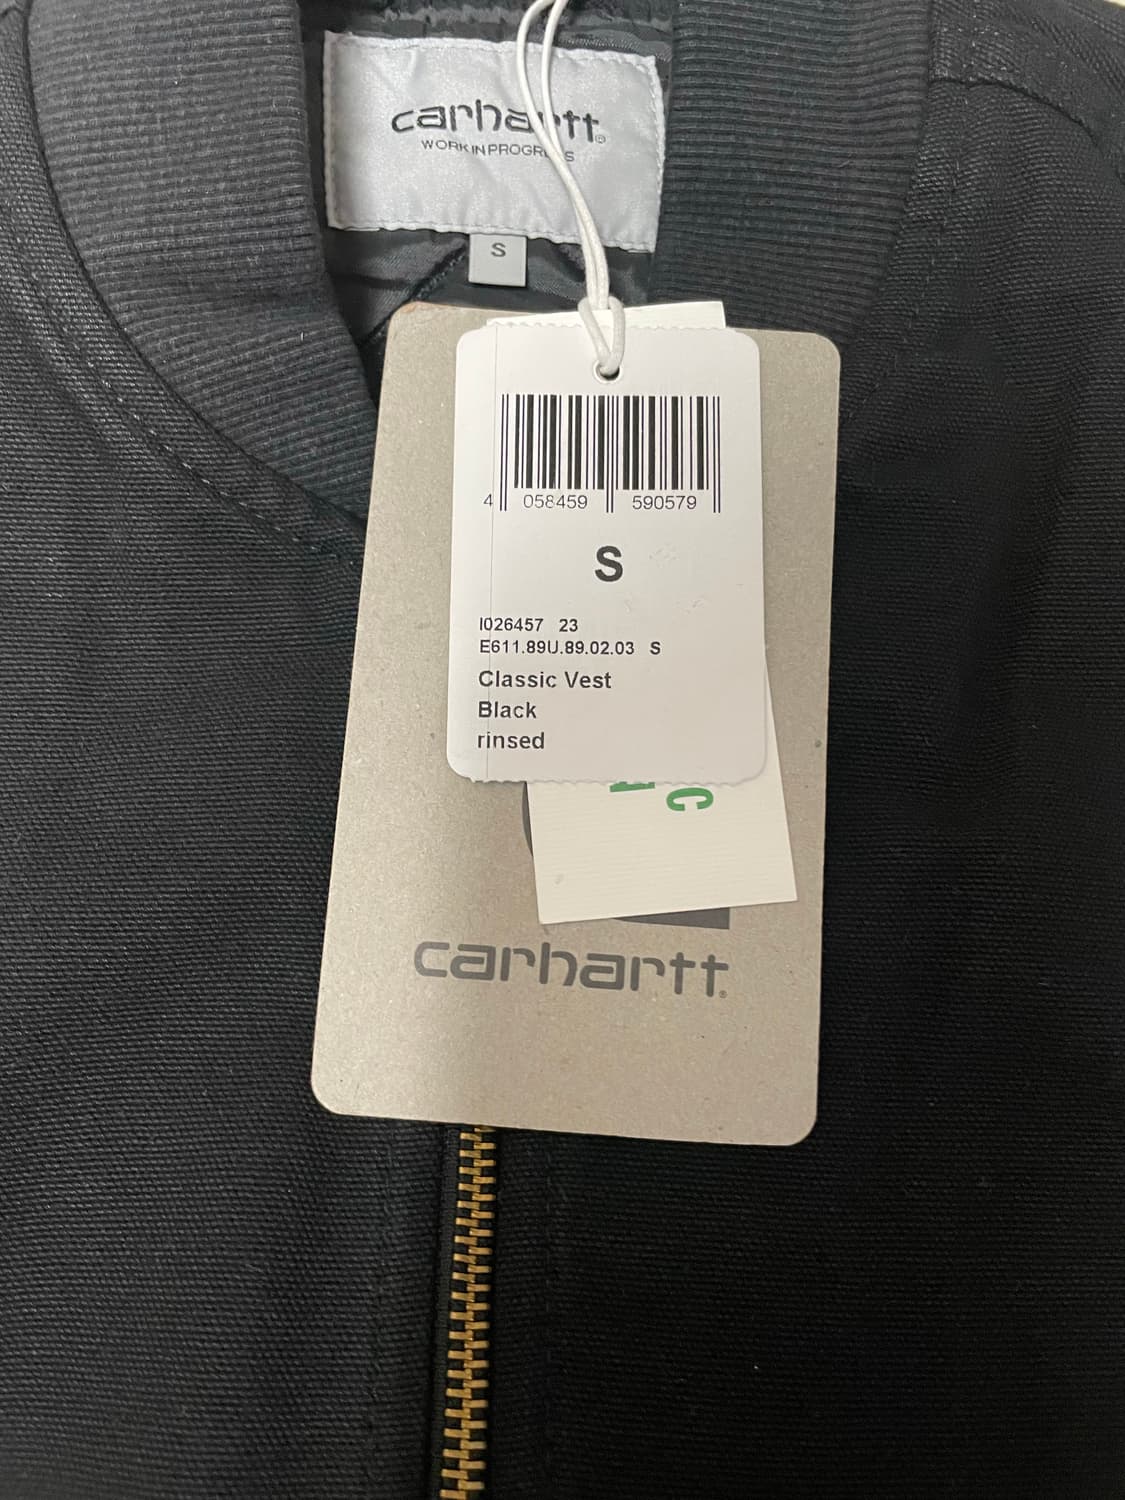 carhartt®
WORK IN PROGRESS
S
4 058459 590579
S
I026457 23
E611.89U.89.02.03 S
Classic Vest
Black
rinsed
C
carhartt®